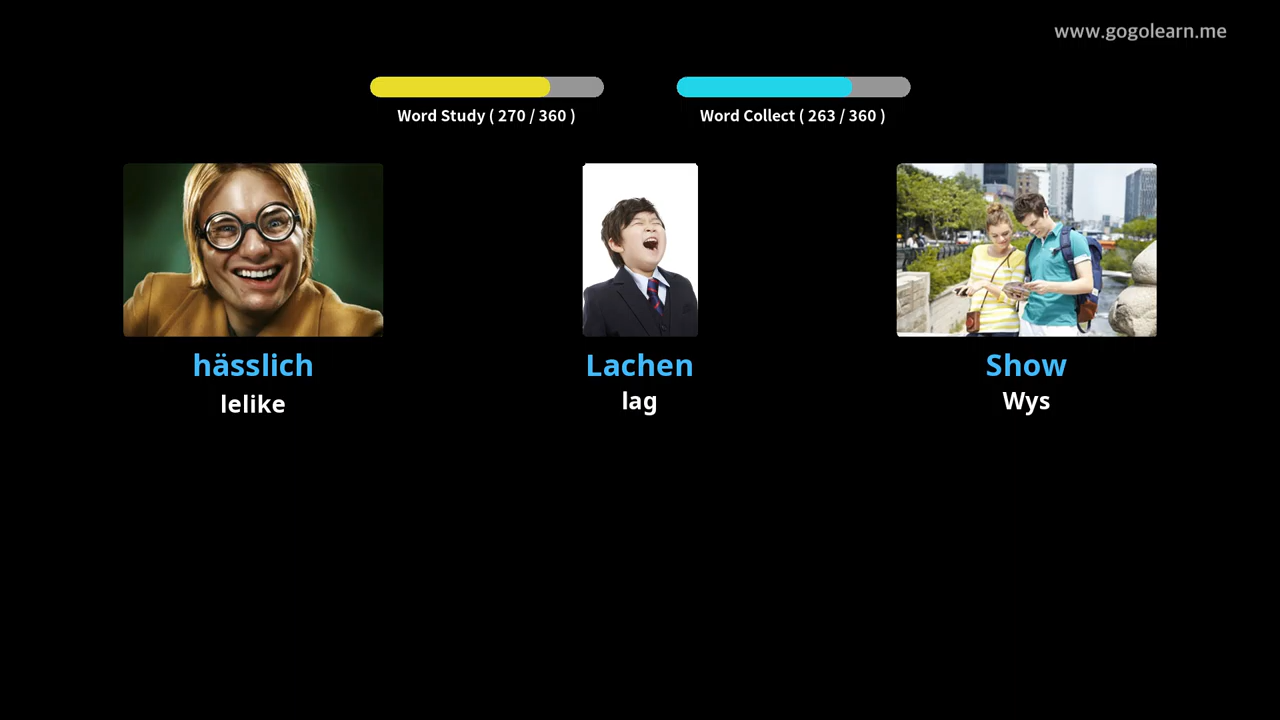 www.gogolearn.me
Word Study ( 270 / 360 )
Word Collect ( 263 / 360 )
hässlich
lelike
Lachen
lag
Show
Wys